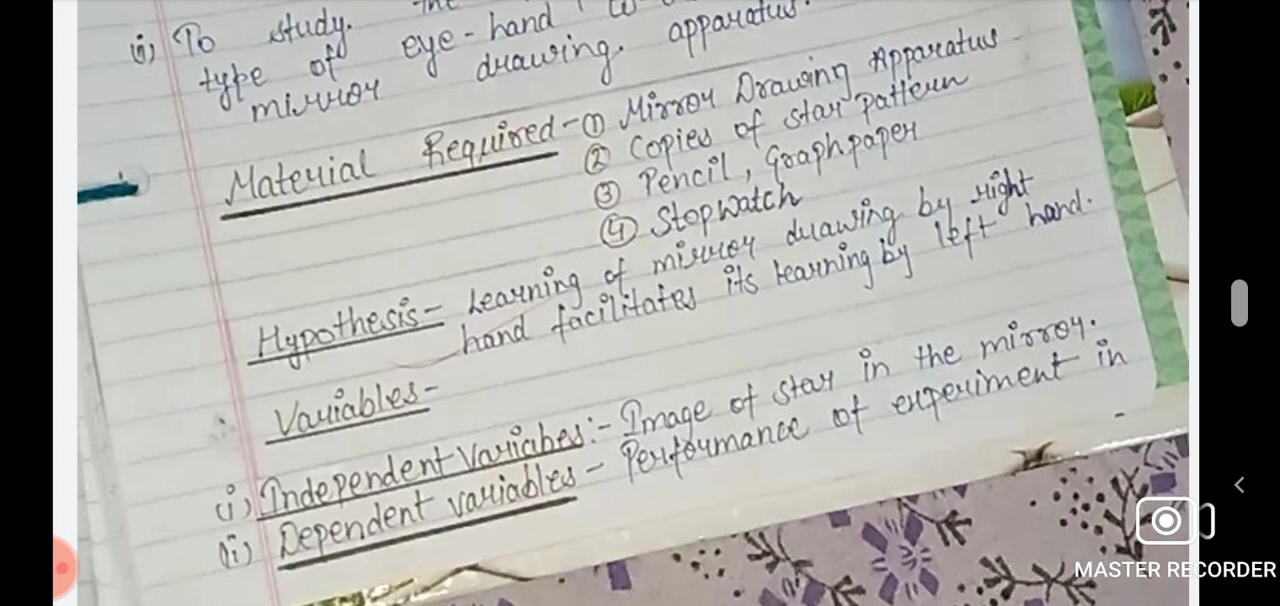 ii) To study. the
type of eye-hand
mirror drawing. apparatus.
Material Required - ① Mirror Drawing Apparatus
② Copies of star pattern
③ Pencil, Graph paper
④ Stopwatch
Hypothesis - Learning of mirror drawing by right
hand facilitates its learning by left hand.
Variables -
(i) Independent Variabes :- Image of star in the mirror.
(ii) Dependent variables - Performance of experiment in
MASTER RECORDER